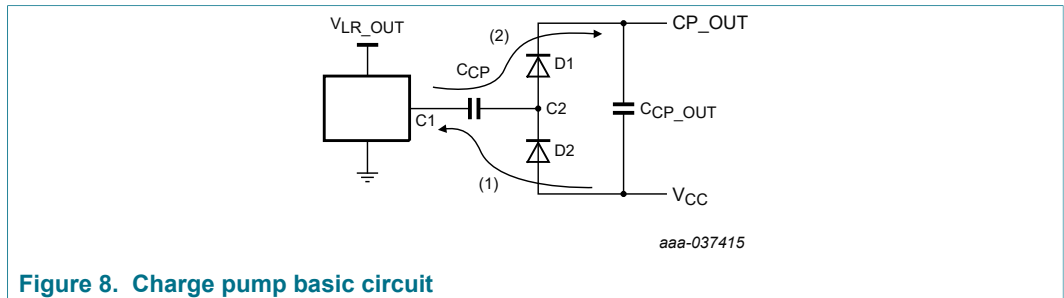 VLR_OUT
(2)
CP_OUT
CCP
D1
C1
C2
CCP_OUT
D2
(1)
VCC
aaa-037415
Figure 8. Charge pump basic circuit